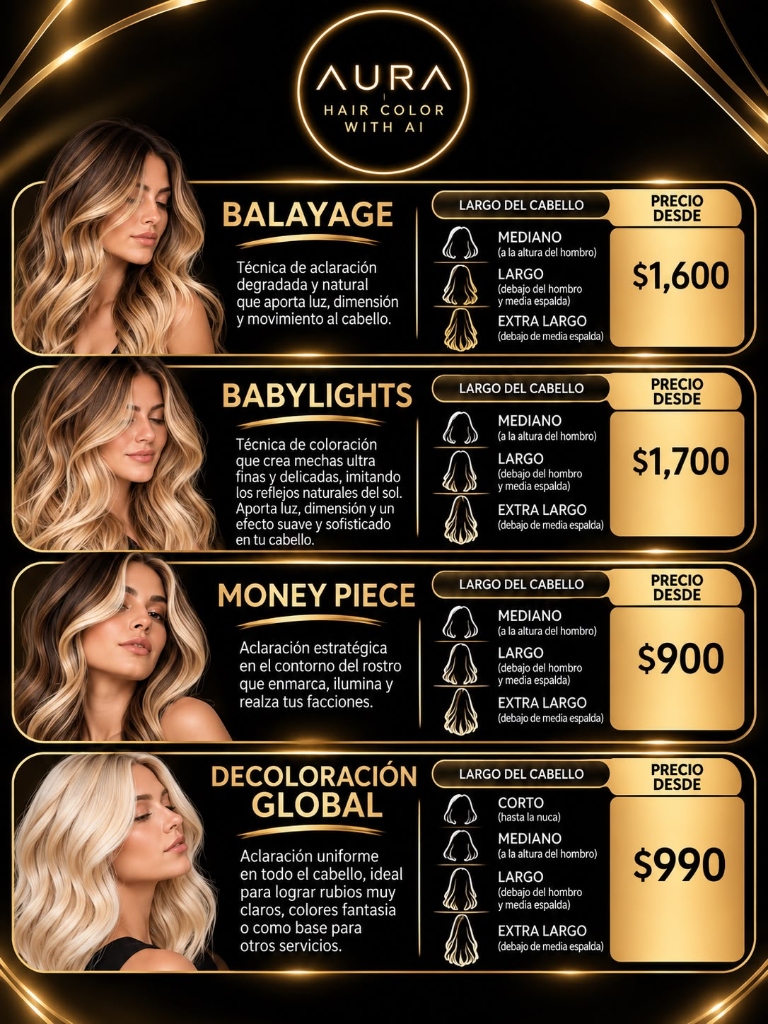 AURA
HAIR COLOR
WITH AI
BALAYAGE
Técnica de aclaración
degradada y natural
que aporta luz, dimensión
y movimiento al cabello.
LARGO DEL CABELLO
MEDIANO
(a la altura del hombro)
LARGO
(debajo del hombro
y media espalda)
EXTRA LARGO
(debajo de media espalda)
PRECIO
DESDE
$1,600
BABYLIGHTS
Técnica de coloración
que crea mechas ultra
finas y delicadas, imitando
los reflejos naturales del sol.
Aporta luz, dimensión y un
efecto suave y sofisticado
en tu cabello.
LARGO DEL CABELLO
MEDIANO
(a la altura del hombro)
LARGO
(debajo del hombro
y media espalda)
EXTRA LARGO
(debajo de media espalda)
PRECIO
DESDE
$1,700
MONEY PIECE
Aclaración estratégica
en el contorno del rostro
que enmarca, ilumina y
realza tus facciones.
LARGO DEL CABELLO
MEDIANO
(a la altura del hombro)
LARGO
(debajo del hombro
y media espalda)
EXTRA LARGO
(debajo de media espalda)
PRECIO
DESDE
$900
DECOLORACIÓN
GLOBAL
Aclaración uniforme
en todo el cabello, ideal
para lograr rubios muy
claros, colores fantasia
o como base para
otros servicios.
LARGO DEL CABELLO
CORTO
(hasta la nuca)
MEDIANO
(a la altura del hombro)
LARGO
(debajo del hombro
y media espalda)
EXTRA LARGO
(debajo de media espalda)
PRECIO
DESDE
$990